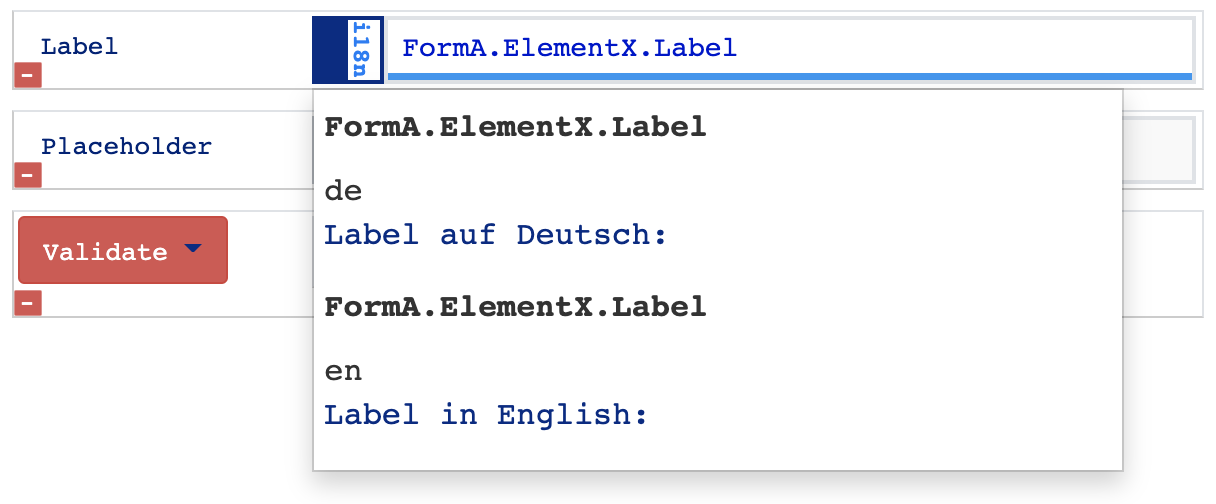 Label
i18n
FormA.ElementX.Label
FormA.ElementX.Label
Placeholder
de
Label auf Deutsch:
Validate
FormA.ElementX.Label
en
Label in English: